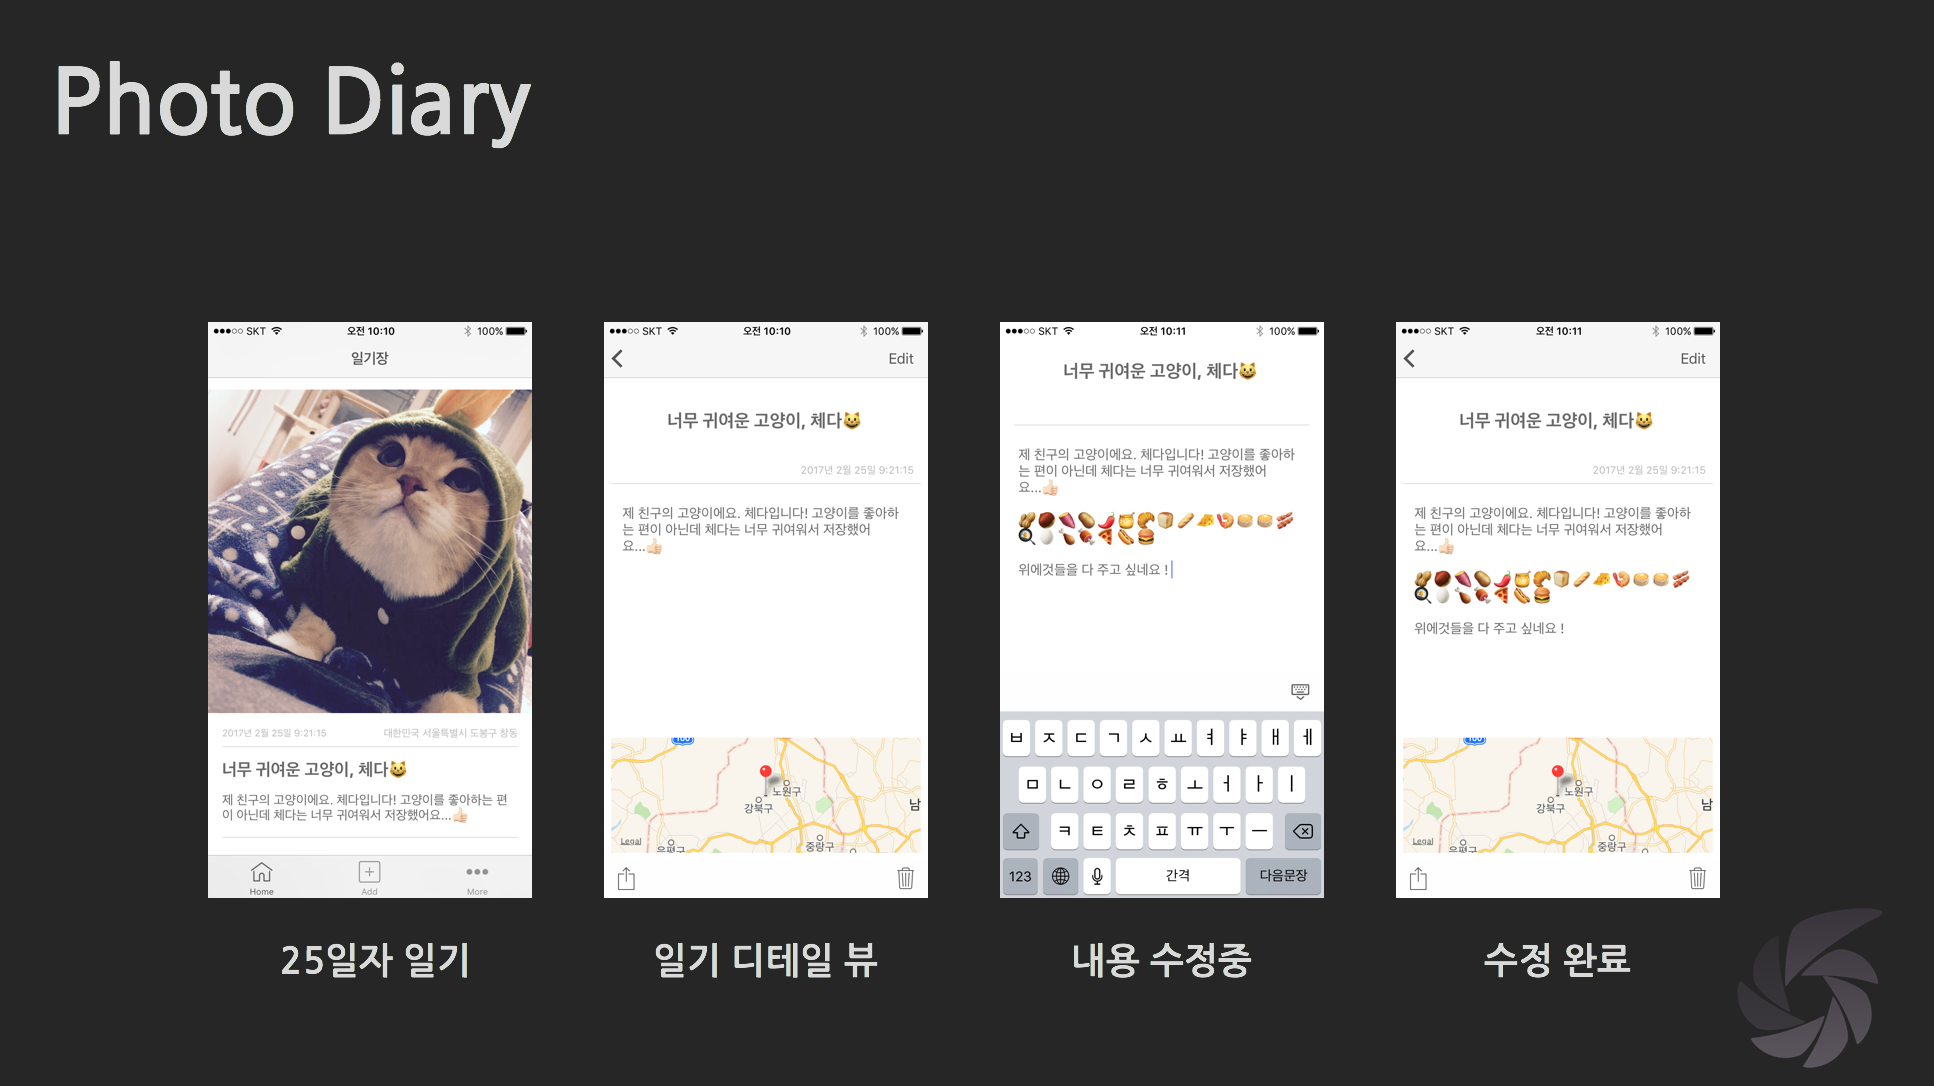 Photo Diary
SKT 오전 10:10 100%
일기장
2017년 2월 25일 9:21:15 대한민국 서울특별시 도봉구 창동
너무 귀여운 고양이, 체다😺
제 친구의 고양이에요. 체다입니다! 고양이를 좋아하는 편
이 아닌데 체다는 너무 귀여워서 저장했어요...👍🏻
Home Add More
25일자 일기
SKT 오전 10:10 100%
Edit
너무 귀여운 고양이, 체다😺
2017년 2월 25일 9:21:15
제 친구의 고양이에요. 체다입니다! 고양이를 좋아하
는 편이 아닌데 체다는 너무 귀여워서 저장했어
요...👍🏻
100
노원구
강북구
남
Legal
은평구
중랑구
일기 디테일 뷰
SKT 오전 10:11 100%
너무 귀여운 고양이, 체다😺
제 친구의 고양이에요. 체다입니다! 고양이를 좋아하
는 편이 아닌데 체다는 너무 귀여워서 저장했어
요...👍🏻
🥜🌰🍠🥔🌶🍯🥐🍞🥖🧀🍤🥞🥞🥓
🍳🥚🍗🍖🍕🌭🍔
위에것들을 다 주고 싶네요 !
ㅂ ㅈ ㄷ ㄱ ㅅ ㅛ ㅕ ㅑ ㅐ ㅔ
ㅁ ㄴ ㅇ ㄹ ㅎ ㅗ ㅓ ㅏ ㅣ
ㅋ ㅌ ㅊ ㅍ ㅠ ㅜ ㅡ
123 간격 다음문장
내용 수정중
SKT 오전 10:11 100%
Edit
너무 귀여운 고양이, 체다😺
2017년 2월 25일 9:21:15
제 친구의 고양이에요. 체다입니다! 고양이를 좋아하
는 편이 아닌데 체다는 너무 귀여워서 저장했어
요...👍🏻
🥜🌰🍠🥔🌶🍯🥐🍞🥖🧀🍤🥞🥞🥓
🍳🥚🍗🍖🍕🌭🍔
위에것들을 다 주고 싶네요 !
100
노원구
강북구
남
Legal
은평구
중랑구
수정 완료